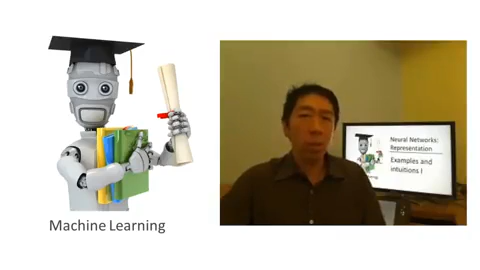 Machine Learning
Neural Networks:
Representation
Examples and
intuitions I